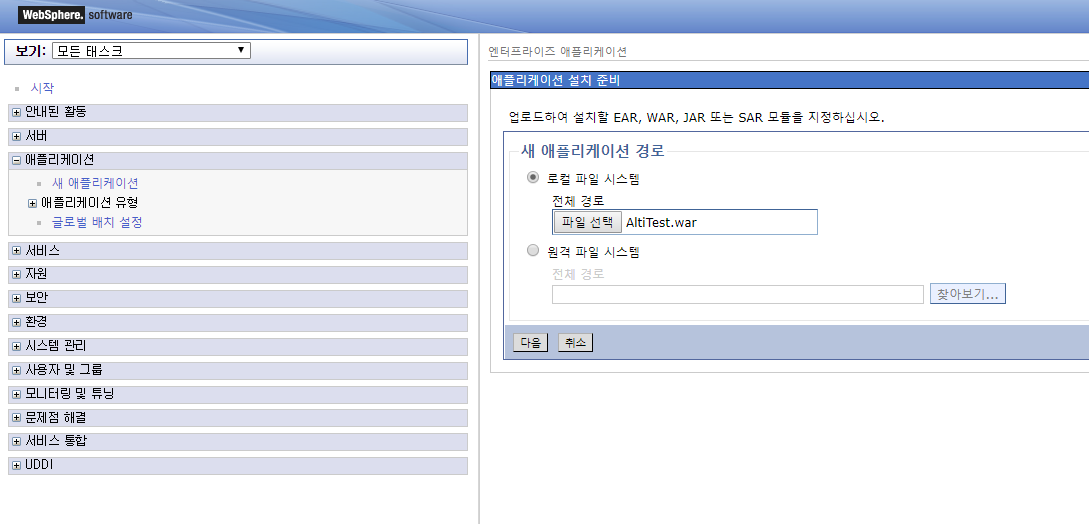 WebSphere. software
보기: 모든 태스크
시작
안내된 활동
서버
애플리케이션
새 애플리케이션
애플리케이션 유형
글로벌 배치 설정
서비스
자원
보안
환경
시스템 관리
사용자 및 그룹
모니터링 및 튜닝
문제점 해결
서비스 통합
UDDI
엔터프라이즈 애플리케이션
애플리케이션 설치 준비
업로드하여 설치할 EAR, WAR, JAR 또는 SAR 모듈을 지정하십시오.
새 애플리케이션 경로
로컬 파일 시스템
전체 경로
파일 선택 AltiTest.war
원격 파일 시스템
전체 경로
찾아보기...
다음 취소